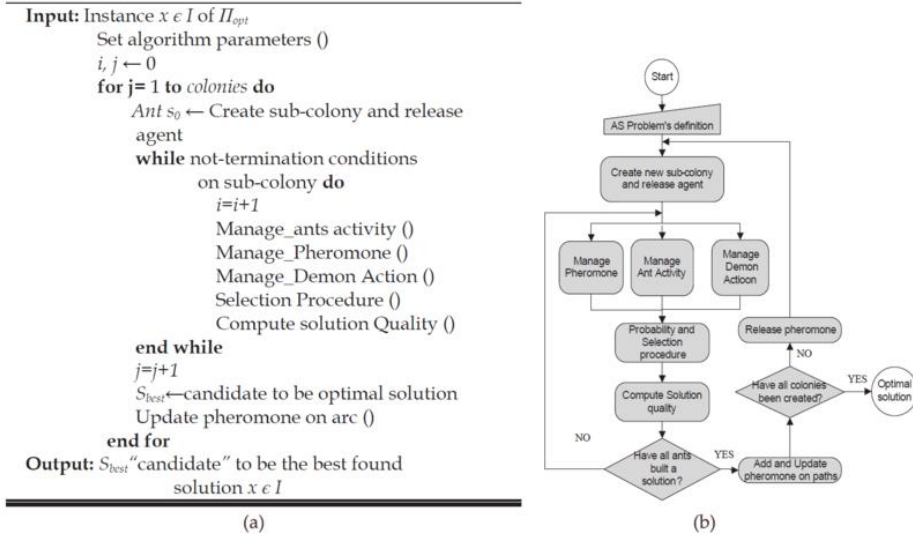 Input: Instance x ϵ I of Π_opt
Set algorithm parameters ()
i, j ← 0
for j= 1 to colonies do
Ant s_0 ← Create sub-colony and release
agent
while not-termination conditions
on sub-colony do
i=i+1
Manage_ants activity ()
Manage_Pheromone ()
Manage_Demon Action ()
Selection Procedure ()
Compute solution Quality ()
end while
j=j+1
S_best←candidate to be optimal solution
Update pheromone on arc ()
end for
Output: S_best"candidate" to be the best found
solution x ϵ I
(a)
Start
AS Problem's definition
Create new sub-colony
and release agent
Manage
Pheromone
Manage
Ant Activity
Manage
Demon
Actioon
Probability and
Selection
procedure
Compute Solution
quality
NO
Have all ants
built a
solution?
YES
Add and Update
pheromone on paths
Have all colonies
been created?
NO
Release pheromone
YES
Optimal
solution
(b)